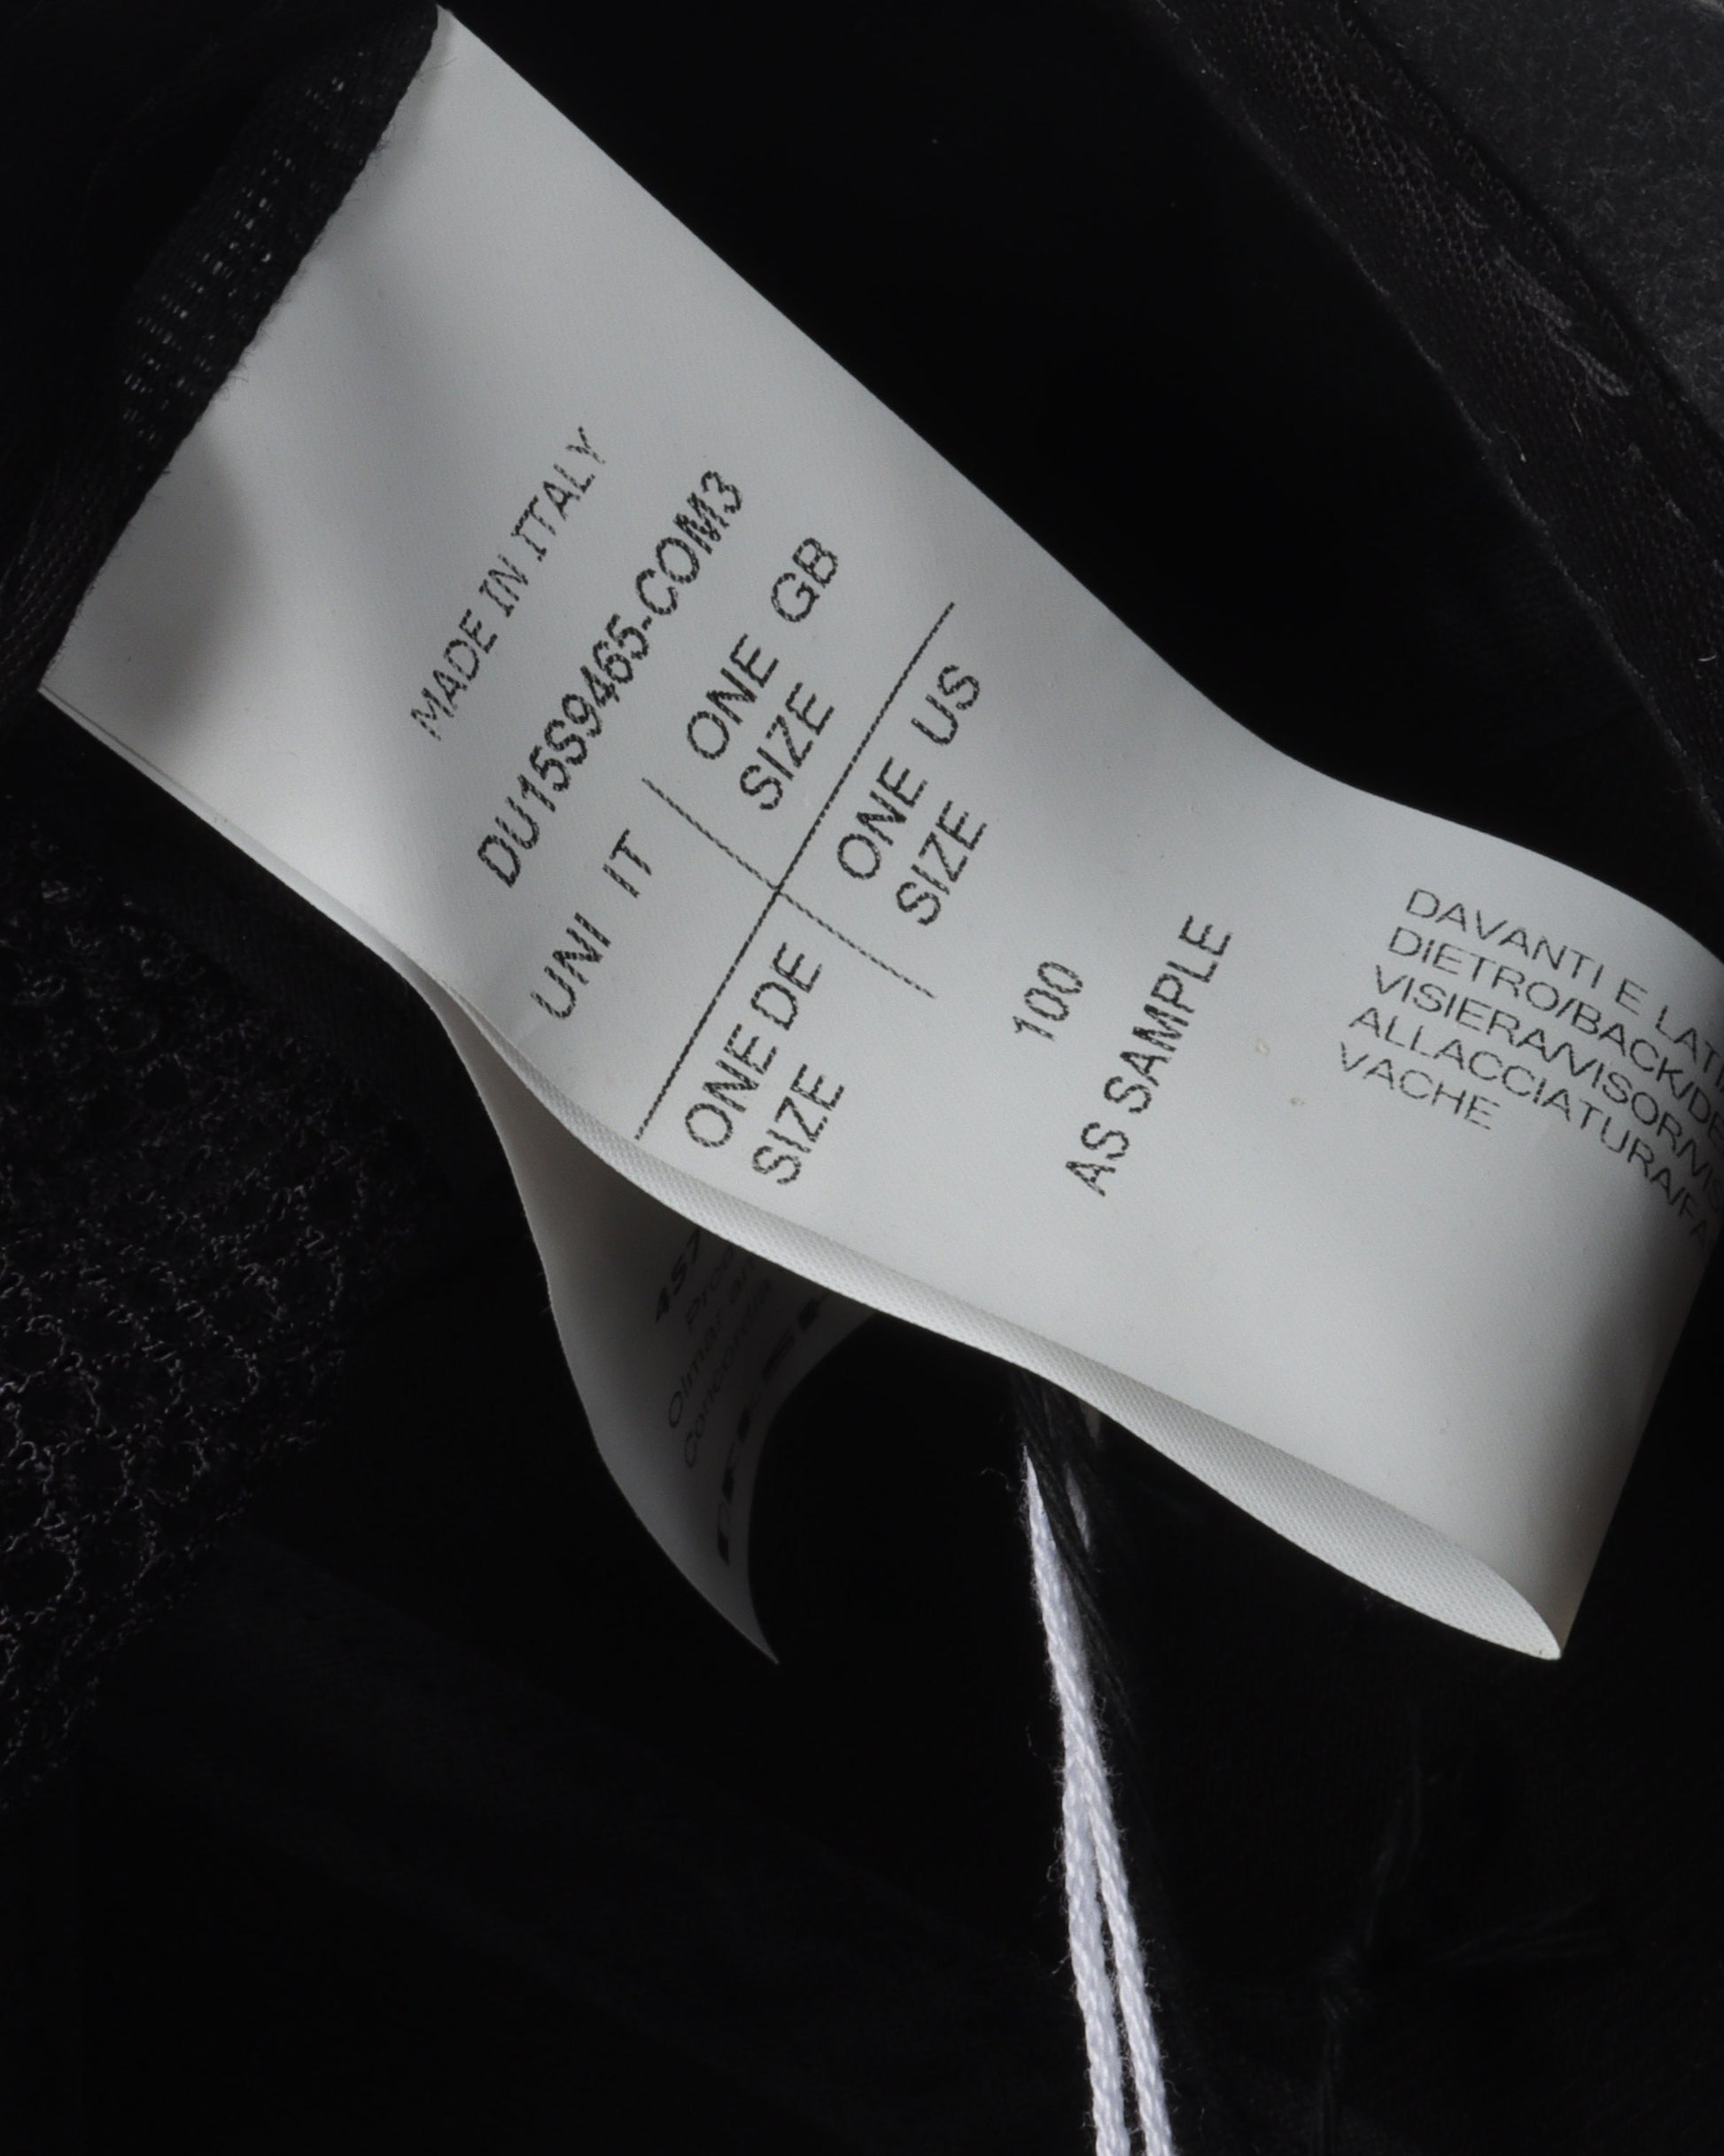 MADE IN ITALY
DU15S9465-COM3
UNI IT
ONE GB
SIZE
ONE DE
SIZE
ONE US
SIZE
100
AS SAMPLE
DAVANTI E
DIETRO/BACK/
VISIERA/VISOR/
ALLACCIATURA/
VACHE